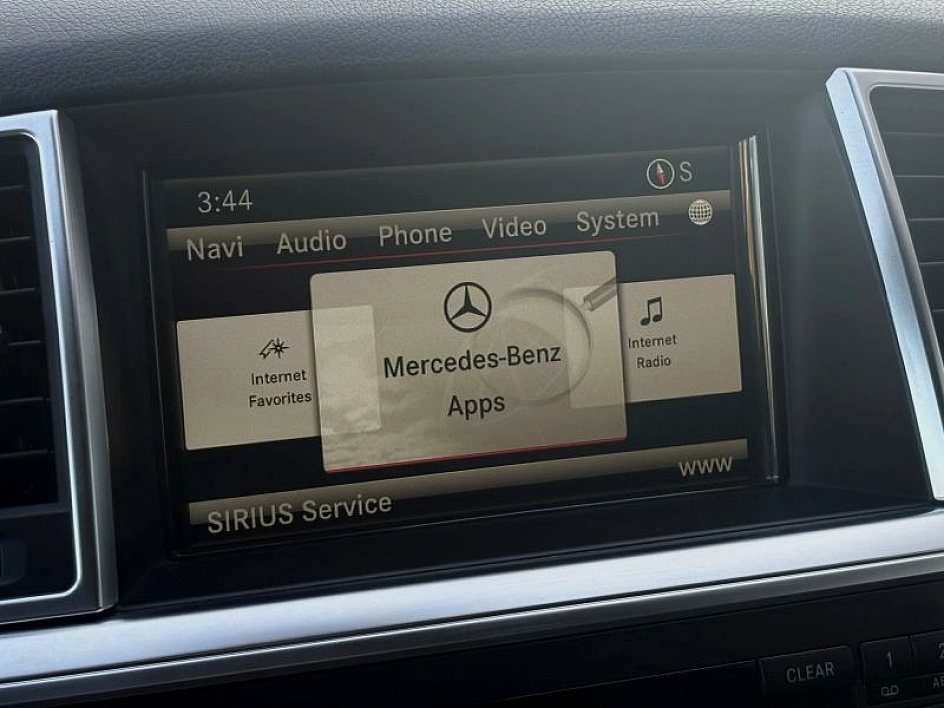 3:44
S
Navi Audio Phone Video System
Internet
Favorites
Mercedes-Benz
Apps
Internet
Radio
SIRIUS Service
www
CLEAR
1